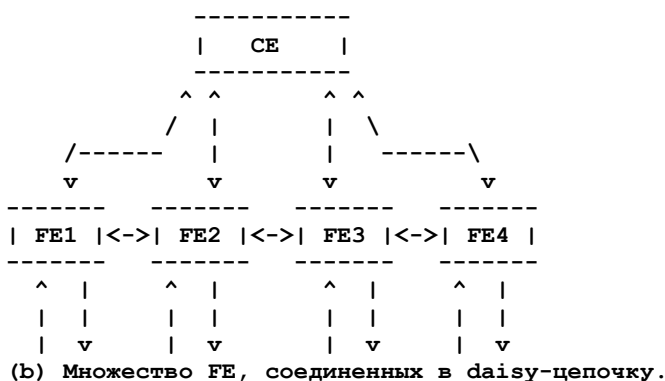 CE
FE1 |<->| FE2 |<->| FE3 |<->| FE4
(b) Множество FE, соединенных в daisy-цепочку.